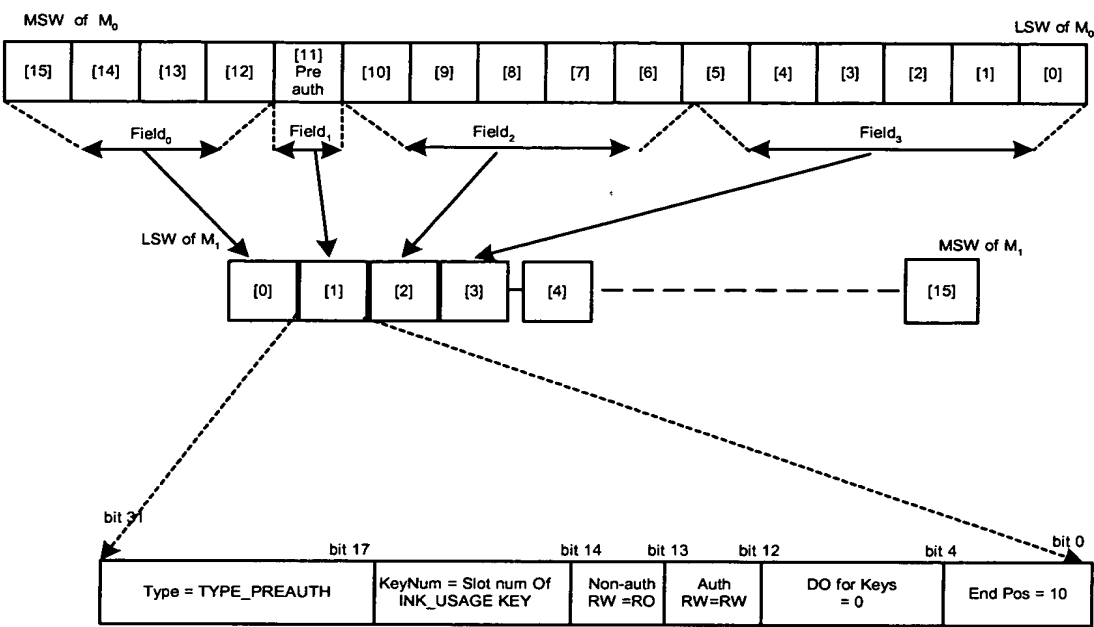 MSW of M0
LSW of M0
[15] [14] [13] [12] [11] Pre auth [10] [9] [8] [7] [6] [5] [4] [3] [2] [1] [0]
Field0 Field1 Field2 Field3
LSW of M1
MSW of M1
[0] [1] [2] [3] [4] [15]
bit 31 bit 17 bit 14 bit 13 bit 12 bit 4 bit 0
Type = TYPE_PREAUTH
KeyNum = Slot num Of
INK_USAGE KEY
Non-auth
RW =RO
Auth
RW=RW
DO for Keys
= 0
End Pos = 10